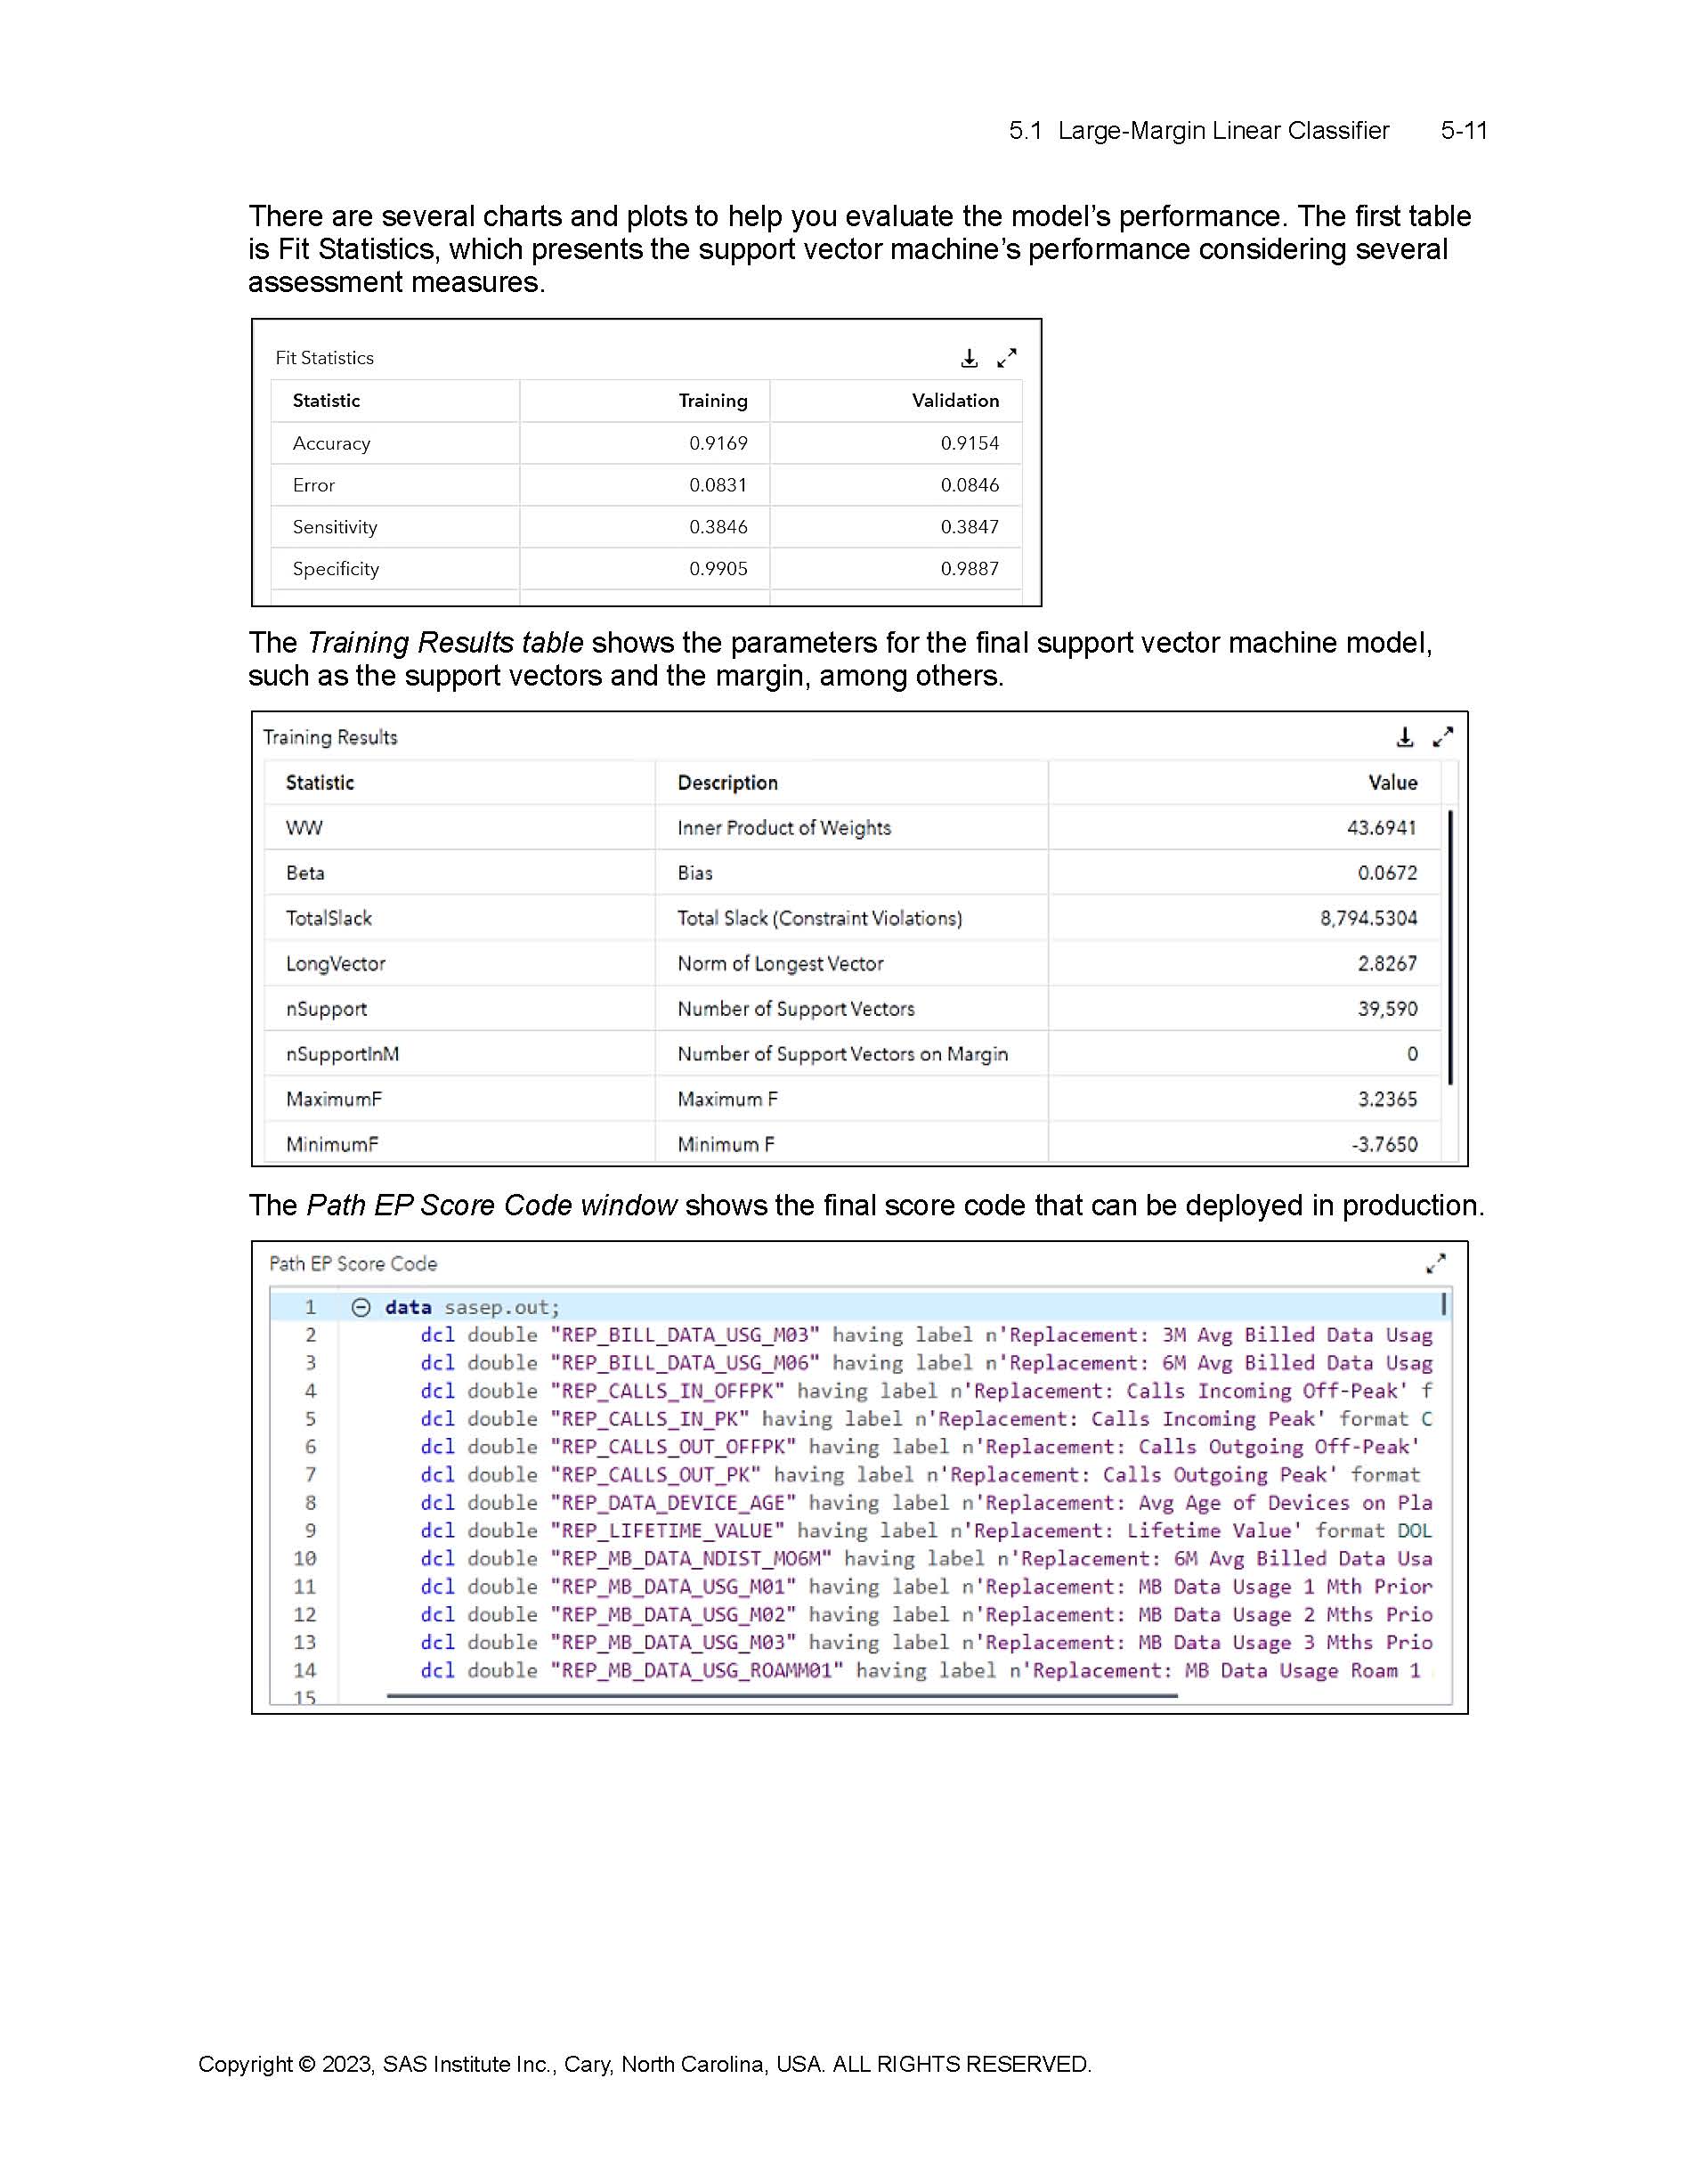 5.1 Large-Margin Linear Classifier 5-11
There are several charts and plots to help you evaluate the model’s performance. The first table
is Fit Statistics, which presents the support vector machine’s performance considering several
assessment measures.
Fit Statistics
Statistic Training Validation
Accuracy 0.9169 0.9154
Error 0.0831 0.0846
Sensitivity 0.3846 0.3847
Specificity 0.9905 0.9887
The Training Results table shows the parameters for the final support vector machine model,
such as the support vectors and the margin, among others.
Training Results
Statistic Description Value
WW Inner Product of Weights 43.6941
Beta Bias 0.0672
TotalSlack Total Slack (Constraint Violations) 8,794.5304
LongVector Norm of Longest Vector 2.8267
nSupport Number of Support Vectors 39,590
nSupportInM Number of Support Vectors on Margin 0
MaximumF Maximum F 3.2365
MinimumF Minimum F -3.7650
The Path EP Score Code window shows the final score code that can be deployed in production.
Path EP Score Code
1 data sasep.out;
2 dcl double "REP_BILL_DATA_USG_M03" having label n'Replacement: 3M Avg Billed Data Usag
3 dcl double "REP_BILL_DATA_USG_M06" having label n'Replacement: 6M Avg Billed Data Usag
4 dcl double "REP_CALLS_IN_OFFPK" having label n'Replacement: Calls Incoming Off-Peak' f
5 dcl double "REP_CALLS_IN_PK" having label n'Replacement: Calls Incoming Peak' format C
6 dcl double "REP_CALLS_OUT_OFFPK" having label n'Replacement: Calls Outgoing Off-Peak'
7 dcl double "REP_CALLS_OUT_PK" having label n'Replacement: Calls Outgoing Peak' format
8 dcl double "REP_DATA_DEVICE_AGE" having label n'Replacement: Avg Age of Devices on Pla
9 dcl double "REP_LIFETIME_VALUE" having label n'Replacement: Lifetime Value' format DOL
10 dcl double "REP_MB_DATA_NDIST_MO6M" having label n'Replacement: 6M Avg Billed Data Usa
11 dcl double "REP_MB_DATA_USG_M01" having label n'Replacement: MB Data Usage 1 Mth Prior
12 dcl double "REP_MB_DATA_USG_M02" having label n'Replacement: MB Data Usage 2 Mths Prio
13 dcl double "REP_MB_DATA_USG_M03" having label n'Replacement: MB Data Usage 3 Mths Prio
14 dcl double "REP_MB_DATA_USG_ROAMM01" having label n'Replacement: MB Data Usage Roam 1
15
Copyright © 2023, SAS Institute Inc., Cary, North Carolina, USA. ALL RIGHTS RESERVED.